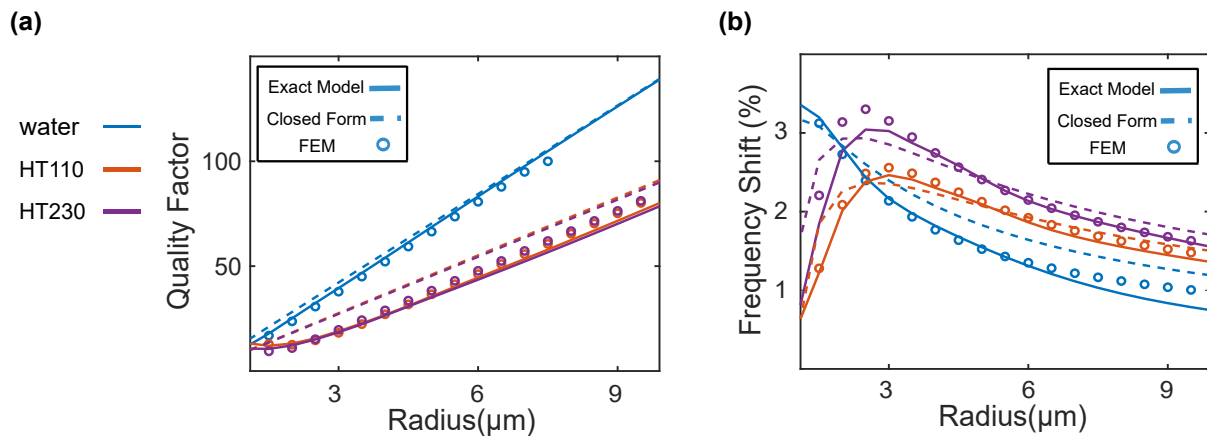 (a)
water
HT110
HT230
Quality Factor
100
50
Exact Model
Closed Form
FEM
3
6
9
Radius(μm)
(b)
Frequency Shift (%)
3
2
1
Exact Model
Closed Form
FEM
3
6
9
Radius(μm)